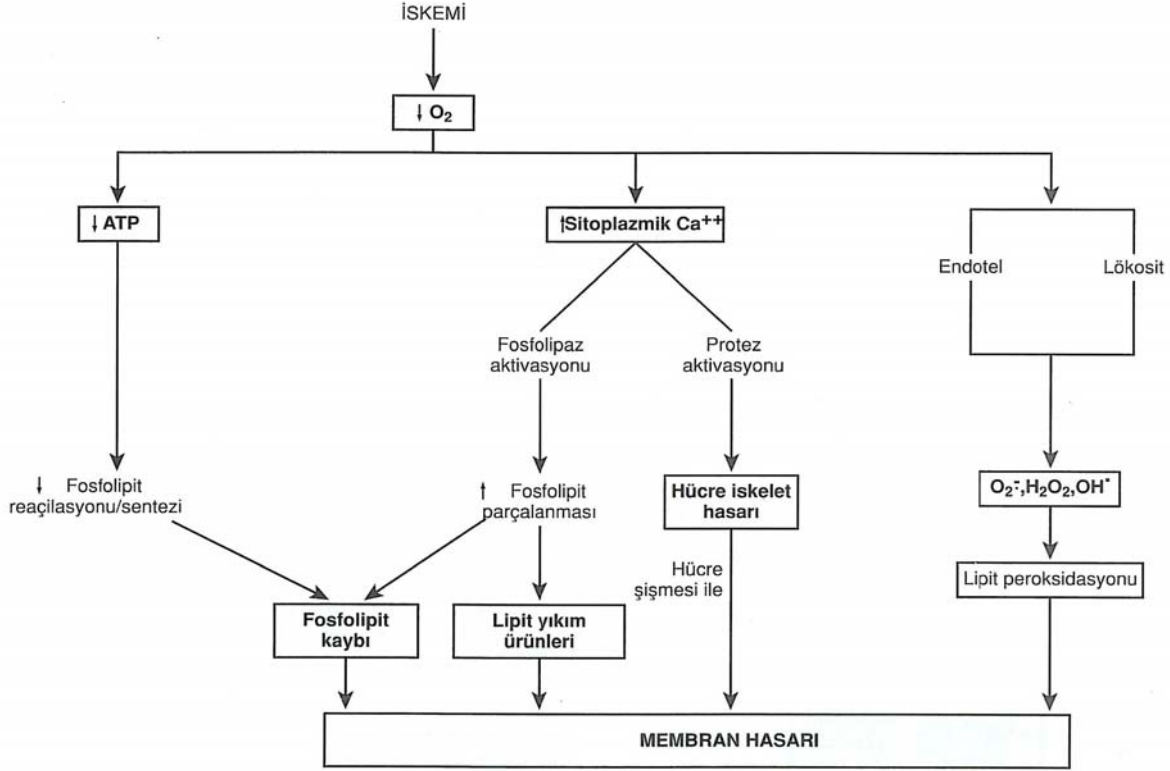 İSKEMİ
↓ O₂
↓ ATP
↑Sitoplazmik Ca⁺⁺
Endotel
Lökosit
Fosfolipaz
aktivasyonu
Protez
aktivasyonu
↓ Fosfolipit
reaçilasyonu/sentezi
↑ Fosfolipit
parçalanması
Hücre iskelet
hasarı
O₂⁻̇,H₂O₂,OH˙
Hücre
şişmesi ile
Lipit peroksidasyonu
Fosfolipit
kaybı
Lipit yıkım
ürünleri
MEMBRAN HASARI